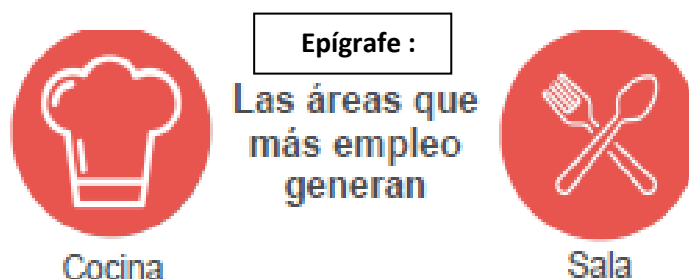 Epígrafe :
Las áreas que
más empleo
generan
Cocina
Sala